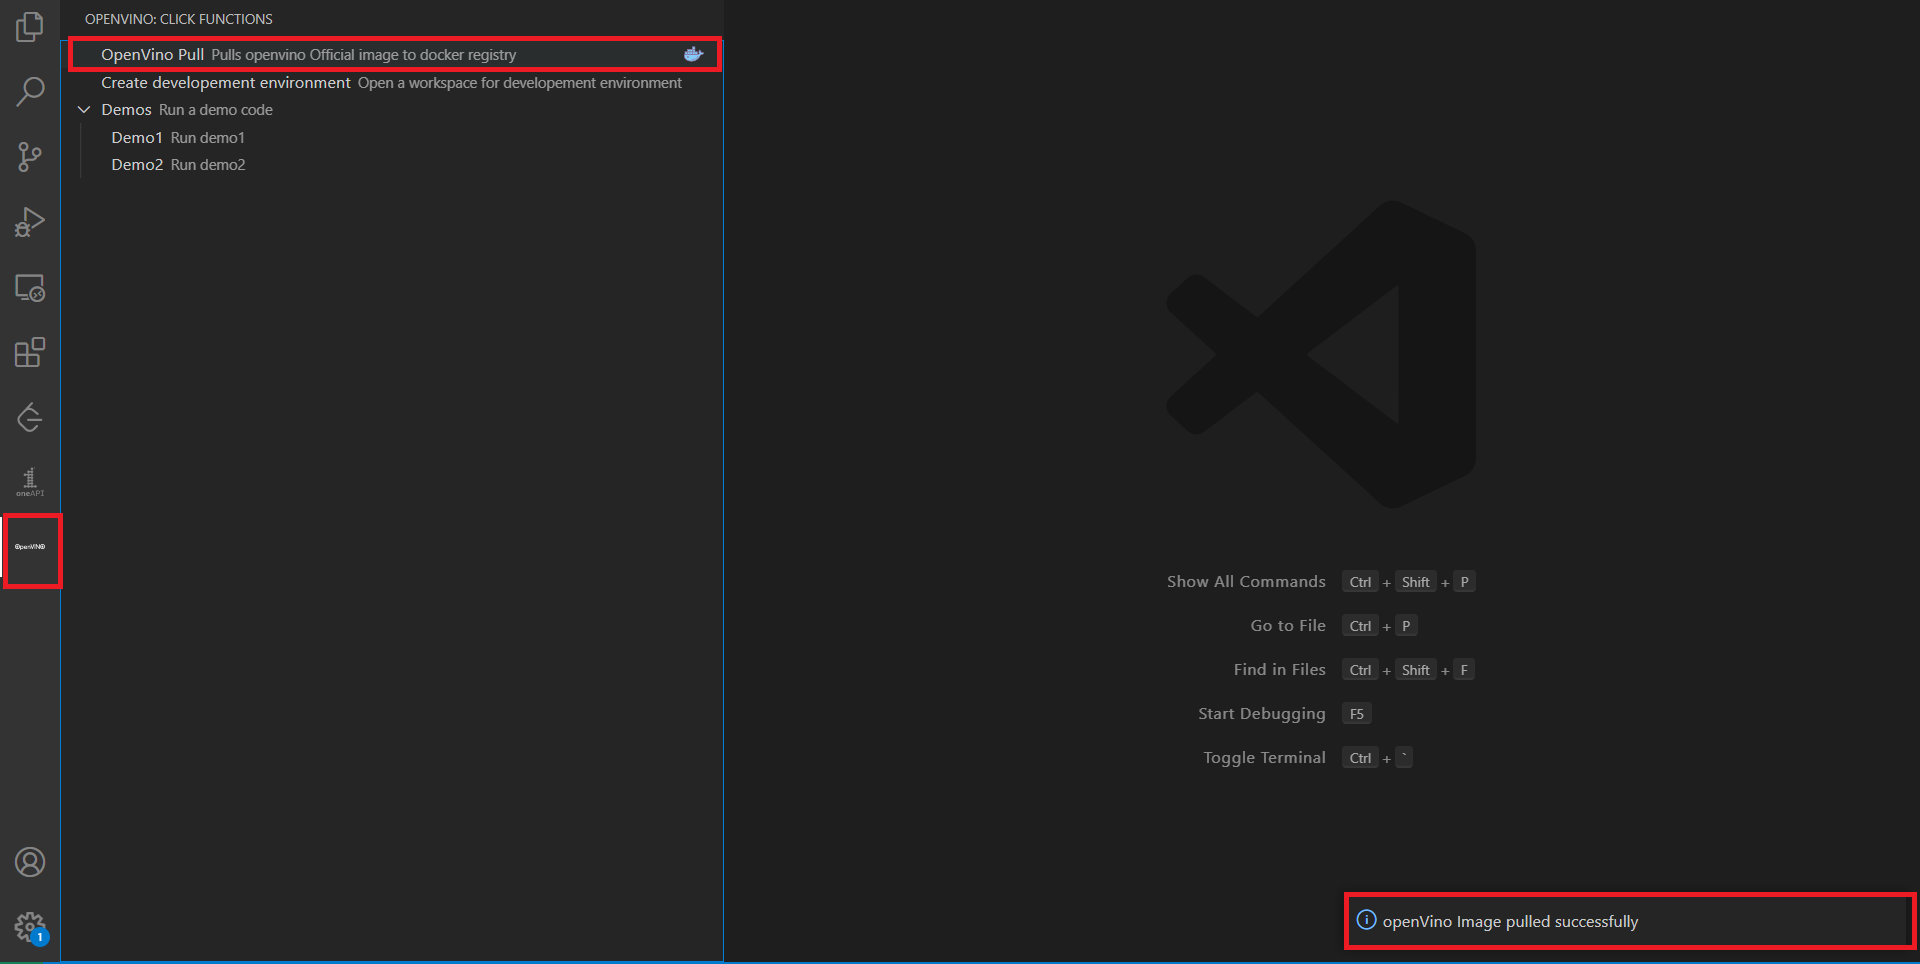 OPENVINO: CLICK FUNCTIONS
OpenVino Pull Pulls openvino Official image to docker registry
Create developement environment Open a workspace for developement environment
Demos Run a demo code
Demo1 Run demo1
Demo2 Run demo2
oneAPI
OpenVINO
1
Show All Commands Ctrl + Shift + P
Go to File Ctrl + P
Find in Files Ctrl + Shift + F
Start Debugging F5
Toggle Terminal Ctrl + `
openVino Image pulled successfully